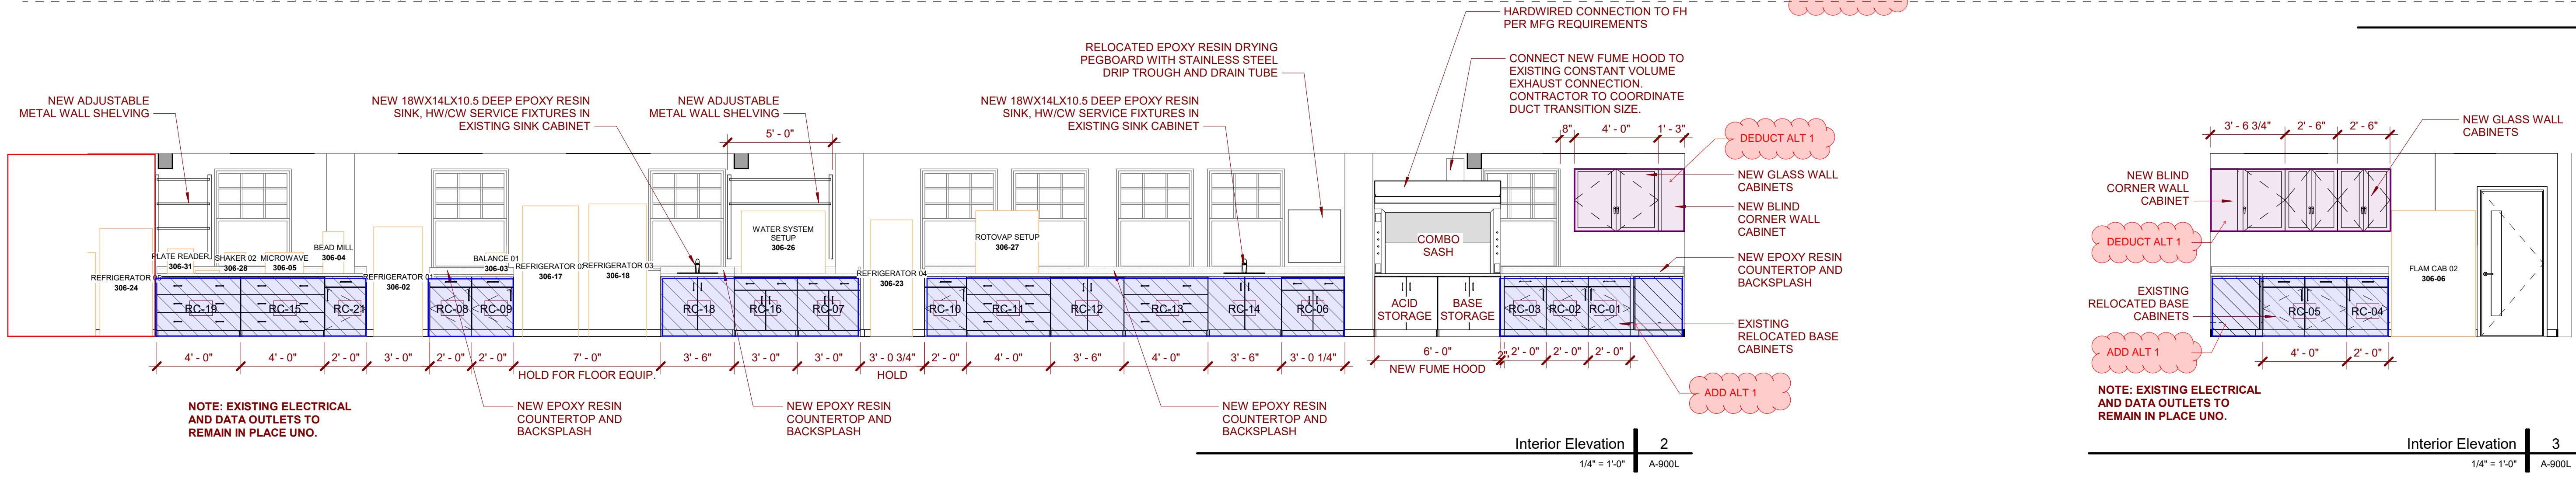 HARDWIRED CONNECTION TO FH
PER MFG REQUIREMENTS
RELOCATED EPOXY RESIN DRYING
PEGBOARD WITH STAINLESS STEEL
DRIP TROUGH AND DRAIN TUBE
CONNECT NEW FUME HOOD TO
EXISTING CONSTANT VOLUME
EXHAUST CONNECTION.
CONTRACTOR TO COORDINATE
DUCT TRANSITION SIZE.
NEW ADJUSTABLE
METAL WALL SHELVING
NEW 18WX14LX10.5 DEEP EPOXY RESIN
SINK, HW/CW SERVICE FIXTURES IN
EXISTING SINK CABINET
NEW ADJUSTABLE
METAL WALL SHELVING
5' - 0"
NEW 18WX14LX10.5 DEEP EPOXY RESIN
SINK, HW/CW SERVICE FIXTURES IN
EXISTING SINK CABINET
8" 4' - 0" 1' - 3"
DEDUCT ALT 1
NEW GLASS WALL
CABINETS
NEW BLIND
CORNER WALL
CABINET
NEW EPOXY RESIN
COUNTERTOP AND
BACKSPLASH
EXISTING
RELOCATED BASE
CABINETS
ADD ALT 1
REFRIGERATOR 05
306-24
PLATE READER
306-31
SHAKER 02
306-28
MICROWAVE
306-05
BEAD MILL
306-04
REFRIGERATOR 01
306-02
BALANCE 01
306-03
REFRIGERATOR 02
306-17
REFRIGERATOR 03
306-18
WATER SYSTEM
SETUP
306-26
REFRIGERATOR 04
306-23
ROTOVAP SETUP
306-27
COMBO
SASH
ACID
STORAGE
BASE
STORAGE
RC-19 RC-15 RC-21 RC-08 RC-09 RC-18 RC-16 RC-07 RC-10 RC-11 RC-12 RC-13 RC-14 RC-06 RC-03 RC-02 RC-01
4' - 0" 4' - 0" 2' - 0" 3' - 0" 2' - 0" 2' - 0" 7' - 0" 3' - 6" 3' - 0" 3' - 0" 3' - 0 3/4" 2' - 0" 4' - 0" 3' - 6" 4' - 0" 3' - 6" 3' - 0 1/4" 6' - 0" 2" 2' - 0" 2' - 0" 2' - 0"
HOLD FOR FLOOR EQUIP.
HOLD
NEW FUME HOOD
NOTE: EXISTING ELECTRICAL
AND DATA OUTLETS TO
REMAIN IN PLACE UNO.
NEW EPOXY RESIN
COUNTERTOP AND
BACKSPLASH
NEW EPOXY RESIN
COUNTERTOP AND
BACKSPLASH
NEW EPOXY RESIN
COUNTERTOP AND
BACKSPLASH
Interior Elevation 2
1/4" = 1'-0" A-900L
3' - 6 3/4" 2' - 6" 2' - 6"
NEW GLASS WALL
CABINETS
NEW BLIND
CORNER WALL
CABINET
DEDUCT ALT 1
EXISTING
RELOCATED BASE
CABINETS
ADD ALT 1
FLAM CAB 02
306-06
RC-05 RC-04
4' - 0" 2' - 0"
NOTE: EXISTING ELECTRICAL
AND DATA OUTLETS TO
REMAIN IN PLACE UNO.
Interior Elevation 3
1/4" = 1'-0" A-900L